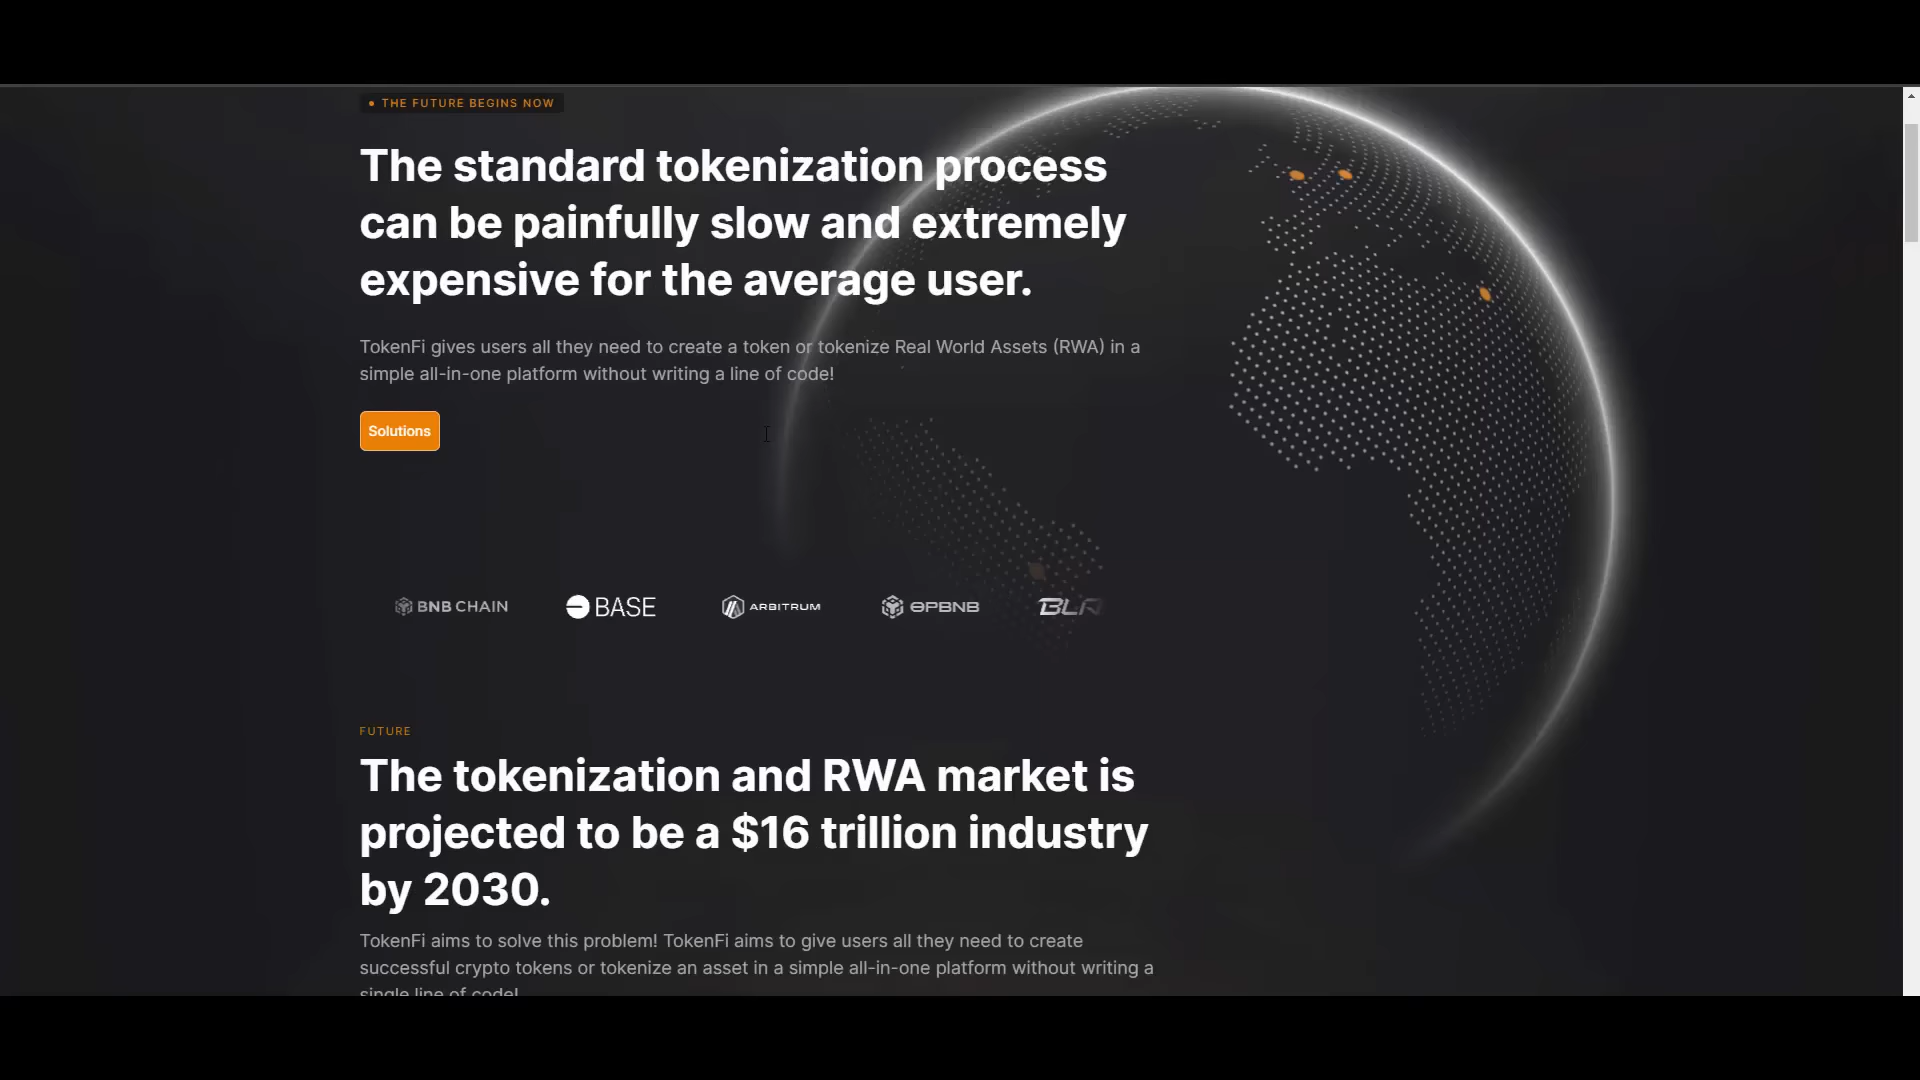 THE FUTURE BEGINS NOW
The standard tokenization process
can be painfully slow and extremely
expensive for the average user.
TokenFi gives users all they need to create a token or tokenize Real World Assets (RWA) in a
simple all-in-one platform without writing a line of code!
Solutions
BNB CHAIN
BASE
ARBITRUM
OPBNB
FUTURE
The tokenization and RWA market is
projected to be a $16 trillion industry
by 2030.
TokenFi aims to solve this problem! TokenFi aims to give users all they need to create
successful crypto tokens or tokenize an asset in a simple all-in-one platform without writing a
single line of code!